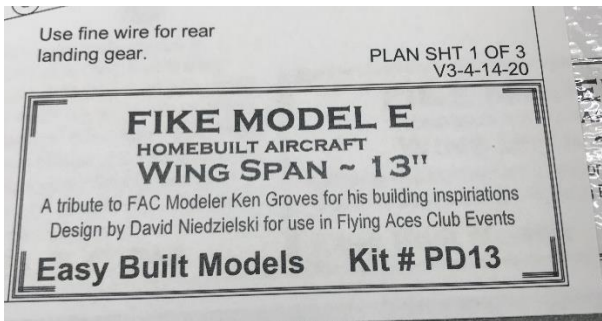 Use fine wire for rear
landing gear.
PLAN SHT 1 OF 3
V3-4-14-20
FIKE MODEL E
HOMEBUILT AIRCRAFT
WING SPAN ~ 13"
A tribute to FAC Modeler Ken Groves for his building inspiriations
Design by David Niedzielski for use in Flying Aces Club Events
Easy Built Models Kit # PD13